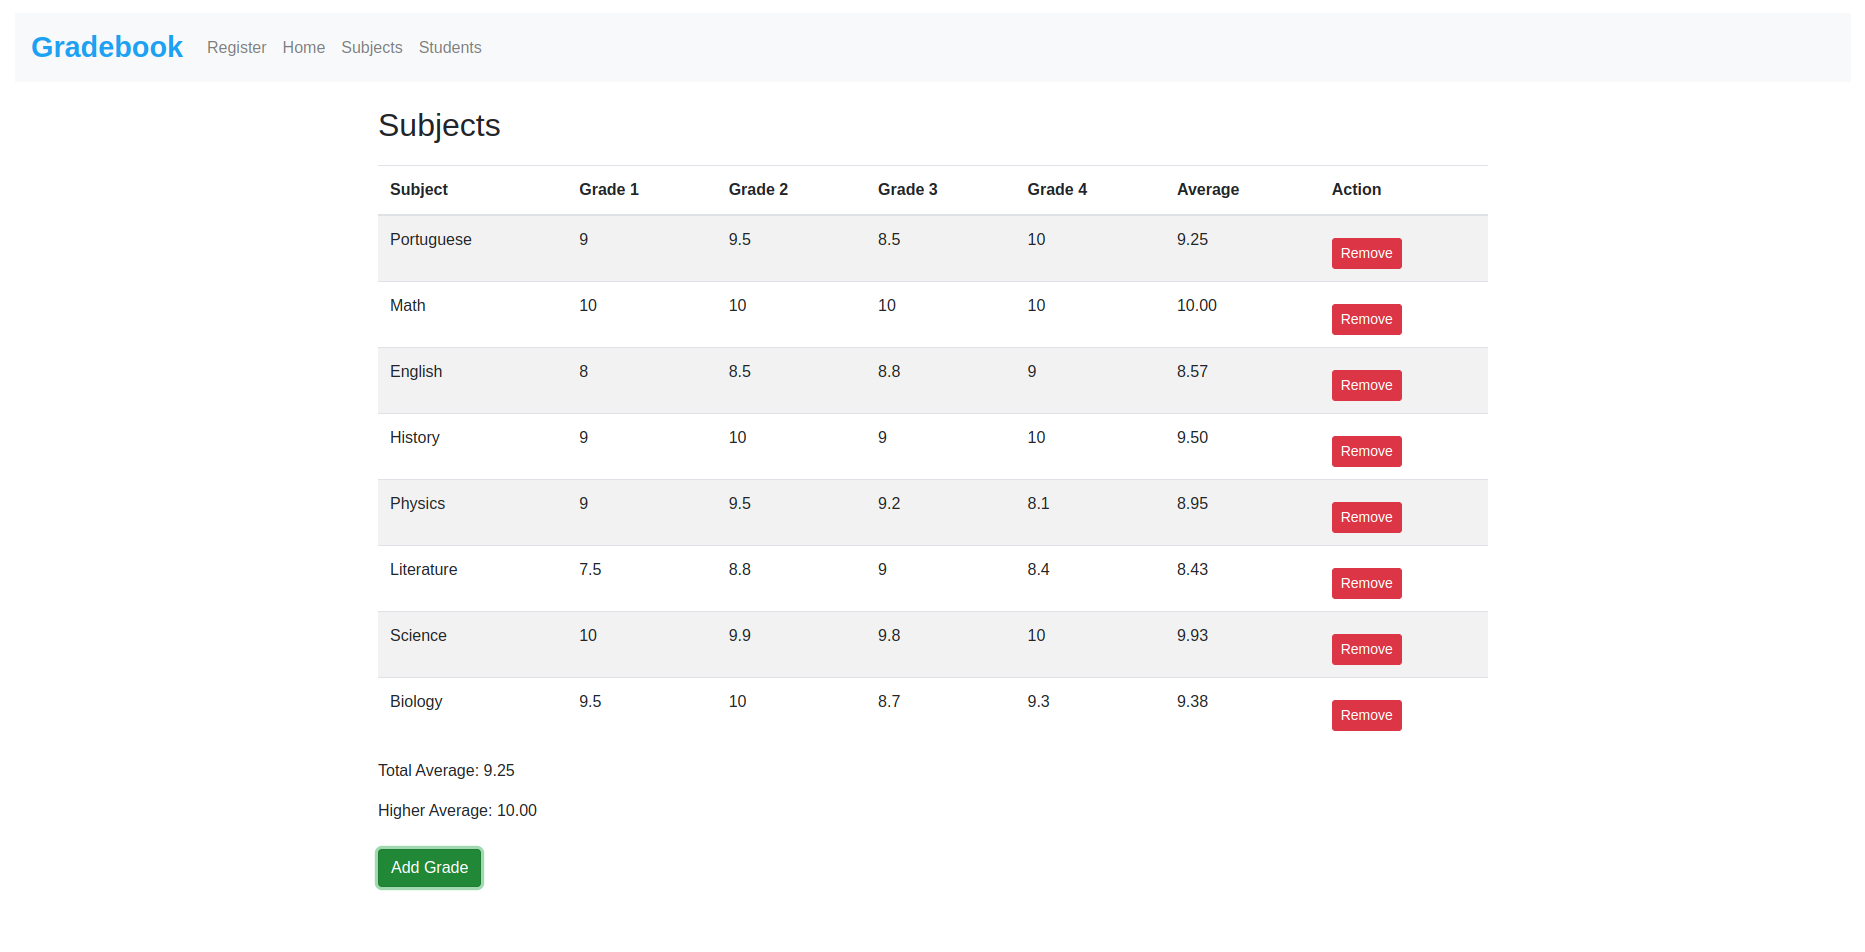 Gradebook Register Home Subjects Students
Subjects
Subject Grade 1 Grade 2 Grade 3 Grade 4 Average Action
Portuguese 9 9.5 8.5 10 9.25 Remove
Math 10 10 10 10 10.00 Remove
English 8 8.5 8.8 9 8.57 Remove
History 9 10 9 10 9.50 Remove
Physics 9 9.5 9.2 8.1 8.95 Remove
Literature 7.5 8.8 9 8.4 8.43 Remove
Science 10 9.9 9.8 10 9.93 Remove
Biology 9.5 10 8.7 9.3 9.38 Remove
Total Average: 9.25
Higher Average: 10.00
Add Grade